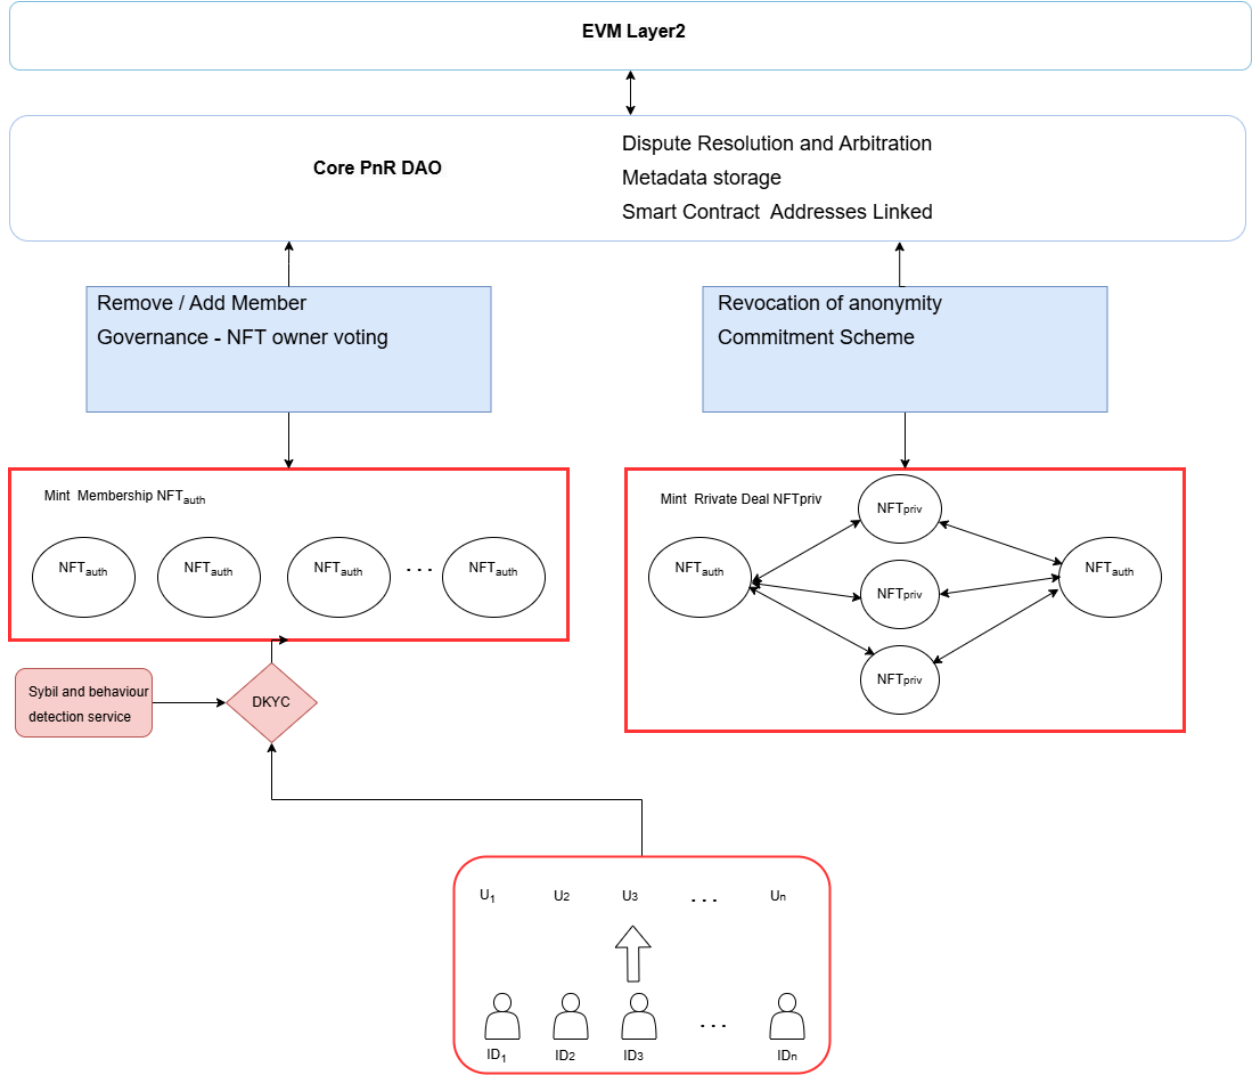 EVM Layer2
Core PnR DAO
Dispute Resolution and Arbitration
Metadata storage
Smart Contract Addresses Linked
Remove / Add Member
Governance - NFT owner voting
Revocation of anonymity
Commitment Scheme
Mint Membership NFTauth
NFTauth
NFTauth
NFTauth
...
NFTauth
Mint Rrivate Deal NFTpriv
NFTpriv
NFTauth
NFTauth
NFTpriv
NFTpriv
Sybil and behaviour
detection service
DKYC
U1
U2
U3
...
Un
...
ID1
ID2
ID3
IDn